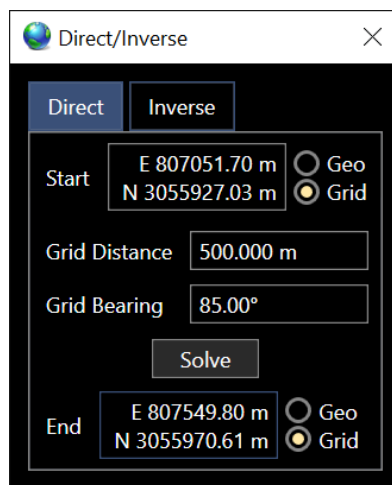 Direct/Inverse
Direct Inverse
Start E 807051.70 m Geo
N 3055927.03 m Grid
Grid Distance 500.000 m
Grid Bearing 85.00°
Solve
End E 807549.80 m Geo
N 3055970.61 m Grid